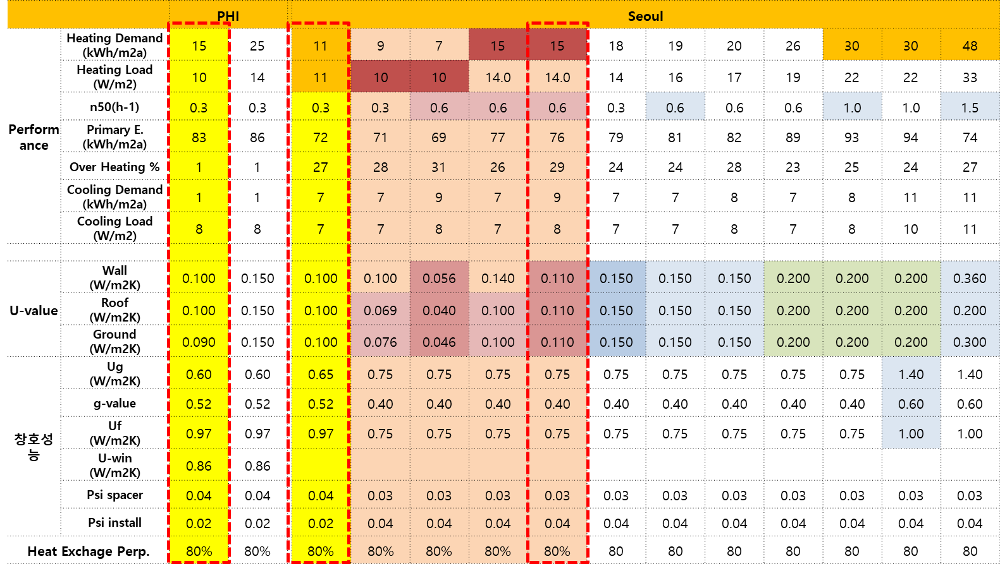 PHI Seoul
Heating Demand
(kWh/m2a) 15 25 11 9 7 15 15 18 19 20 26 30 30 48
Heating Load
(W/m2) 10 14 11 10 10 14.0 14.0 14 16 17 19 22 22 33
n50(h-1) 0.3 0.3 0.3 0.3 0.6 0.6 0.6 0.3 0.6 0.6 0.6 1.0 1.0 1.5
Perform
ance
Primary E.
(kWh/m2a) 83 86 72 71 69 77 76 79 81 82 89 93 94 74
Over Heating % 1 1 27 28 31 26 29 24 24 28 23 25 24 27
Cooling Demand
(kWh/m2a) 1 1 7 7 9 7 9 7 7 8 7 8 11 11
Cooling Load
(W/m2) 8 8 7 7 8 7 8 7 7 8 7 8 10 11
U-value
Wall
(W/m2K) 0.100 0.150 0.100 0.100 0.056 0.140 0.110 0.150 0.150 0.150 0.200 0.200 0.200 0.360
Roof
(W/m2K) 0.100 0.150 0.100 0.069 0.040 0.100 0.110 0.150 0.150 0.150 0.200 0.200 0.200 0.200
Ground
(W/m2K) 0.090 0.150 0.100 0.076 0.046 0.100 0.110 0.150 0.150 0.150 0.200 0.200 0.200 0.300
창호성
능
Ug
(W/m2K) 0.60 0.60 0.65 0.75 0.75 0.75 0.75 0.75 0.75 0.75 0.75 0.75 1.40 1.40
g-value 0.52 0.52 0.52 0.40 0.40 0.40 0.40 0.40 0.40 0.40 0.40 0.40 0.60 0.60
Uf
(W/m2K) 0.97 0.97 0.97 0.75 0.75 0.75 0.75 0.75 0.75 0.75 0.75 0.75 1.00 1.00
U-win
(W/m2K) 0.86 0.86
Psi spacer 0.04 0.04 0.04 0.03 0.03 0.03 0.03 0.03 0.03 0.03 0.03 0.03 0.03 0.03
Psi install 0.02 0.02 0.02 0.04 0.04 0.04 0.04 0.04 0.04 0.04 0.04 0.04 0.04 0.04
Heat Exchage Perp. 80% 80% 80% 80% 80% 80% 80% 80 80 80 80 80 80 80